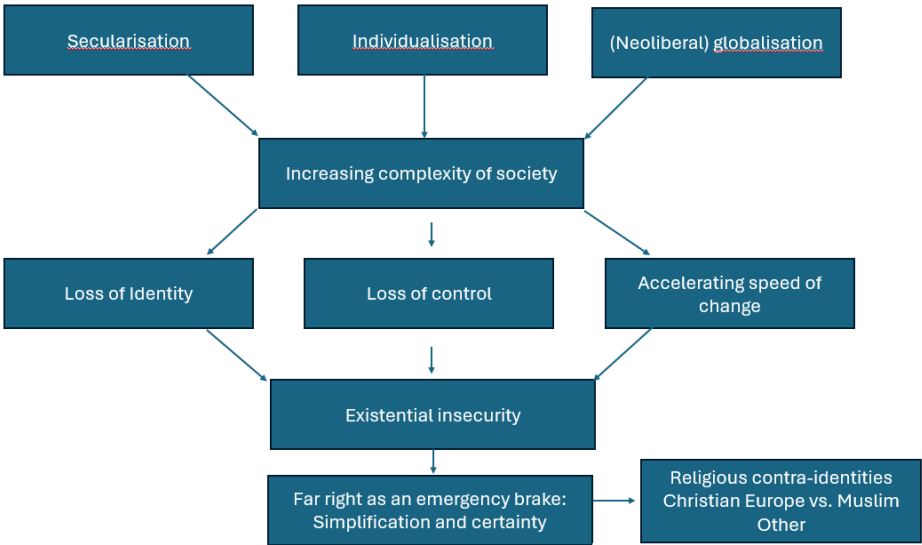 Secularisation
Individualisation
(Neoliberal) globalisation
Increasing complexity of society
Loss of Identity
Loss of control
Accelerating speed of
change
Existential insecurity
Far right as an emergency brake:
Simplification and certainty
Religious contra-identities
Christian Europe vs. Muslim
Other